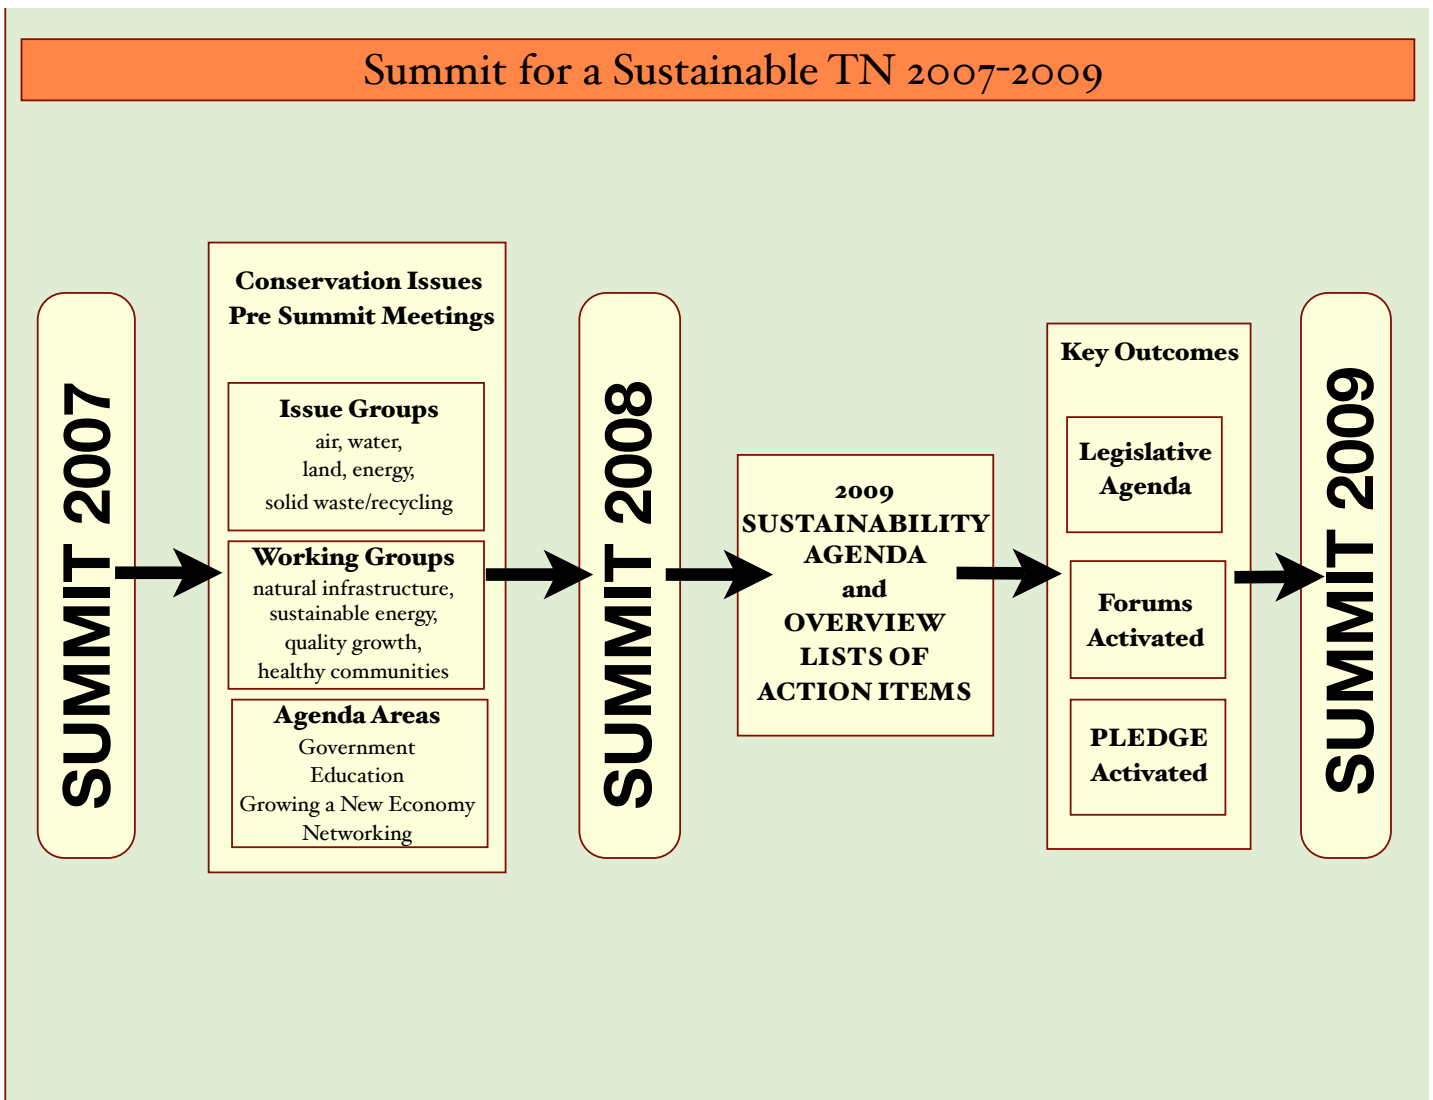 Summit for a Sustainable TN 2007-2009
SUMMIT 2007
Conservation Issues
Pre Summit Meetings
Issue Groups
air, water,
land, energy,
solid waste/recycling
Working Groups
natural infrastructure,
sustainable energy,
quality growth,
healthy communities
Agenda Areas
Government
Education
Growing a New Economy
Networking
SUMMIT 2008
2009
SUSTAINABILITY
AGENDA
and
OVERVIEW
LISTS OF
ACTION ITEMS
Key Outcomes
Legislative
Agenda
Forums
Activated
PLEDGE
Activated
SUMMIT 2009